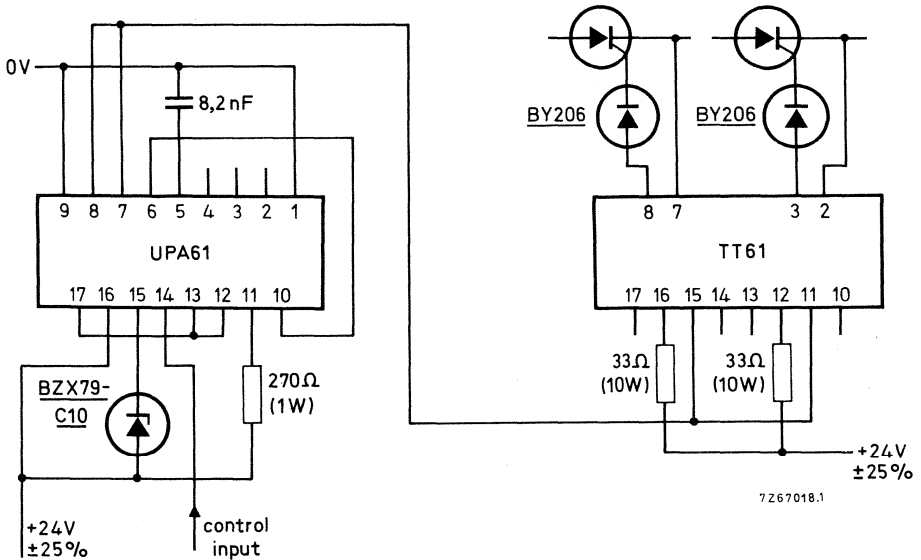 0V
8,2 nF
9 8 7 6 5 4 3 2 1
UPA61
17 16 15 14 13 12 11 10
BZX79-
C10
270Ω
(1W)
+24V
±25%
control
input
BY206
BY206
8 7 3 2
TT61
17 16 15 14 13 12 11 10
33Ω
(10W)
33Ω
(10W)
+24V
±25%
7Z67018.1